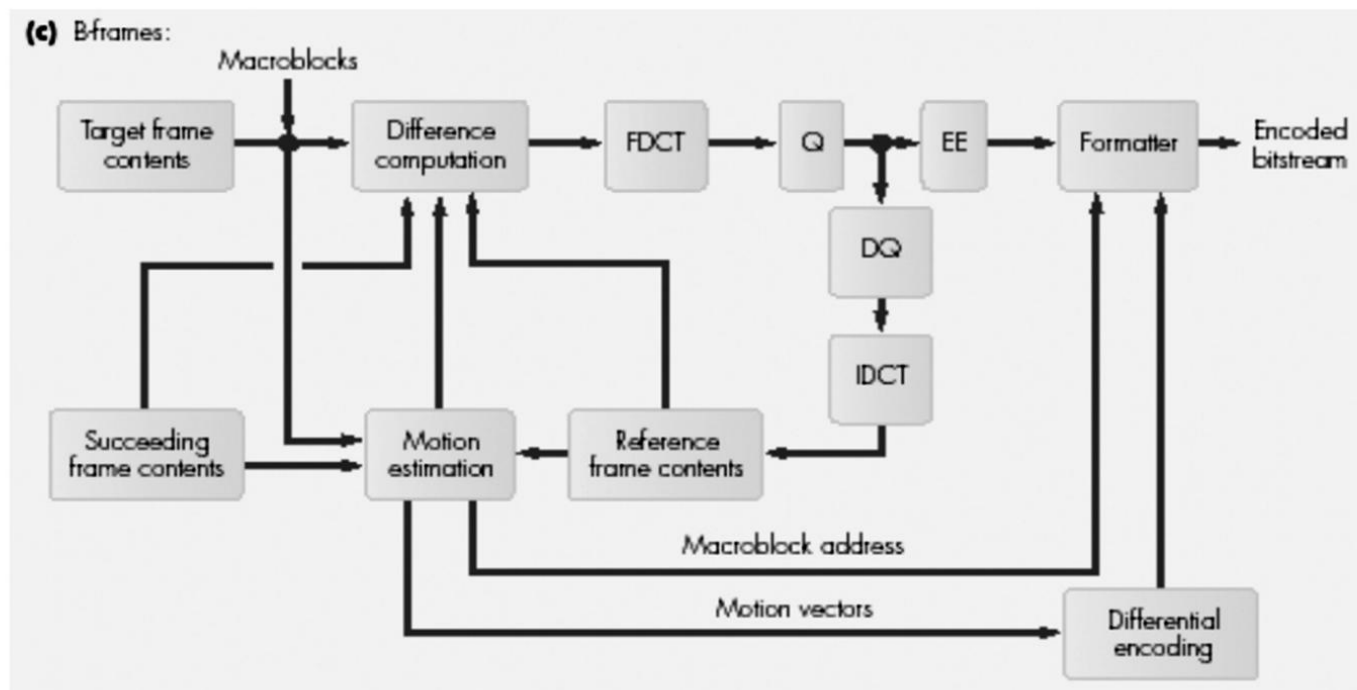 (c) B-frames:
Macroblocks
Target frame
contents
Difference
computation
FDCT
Q
EE
Formatter
Encoded
bitstream
DQ
IDCT
Succeeding
frame contents
Motion
estimation
Reference
frame contents
Macroblock address
Motion vectors
Differential
encoding